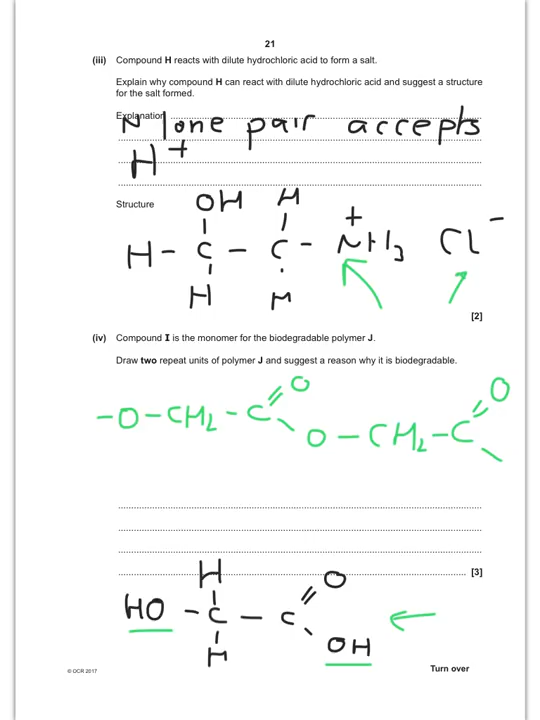 21
(iii) Compound H reacts with dilute hydrochloric acid to form a salt.
Explain why compound H can react with dilute hydrochloric acid and suggest a structure
for the salt formed.
Explanation N lone pair accepts
H+
Structure
OH H
H - C - C - N+H3 Cl-
H H
[2]
(iv) Compound I is the monomer for the biodegradable polymer J.
Draw two repeat units of polymer J and suggest a reason why it is biodegradable.
O O
-O-CH2-C O-CH2-C
[3]
H O
HO - C - C
H OH
© OCR 2017
Turn over